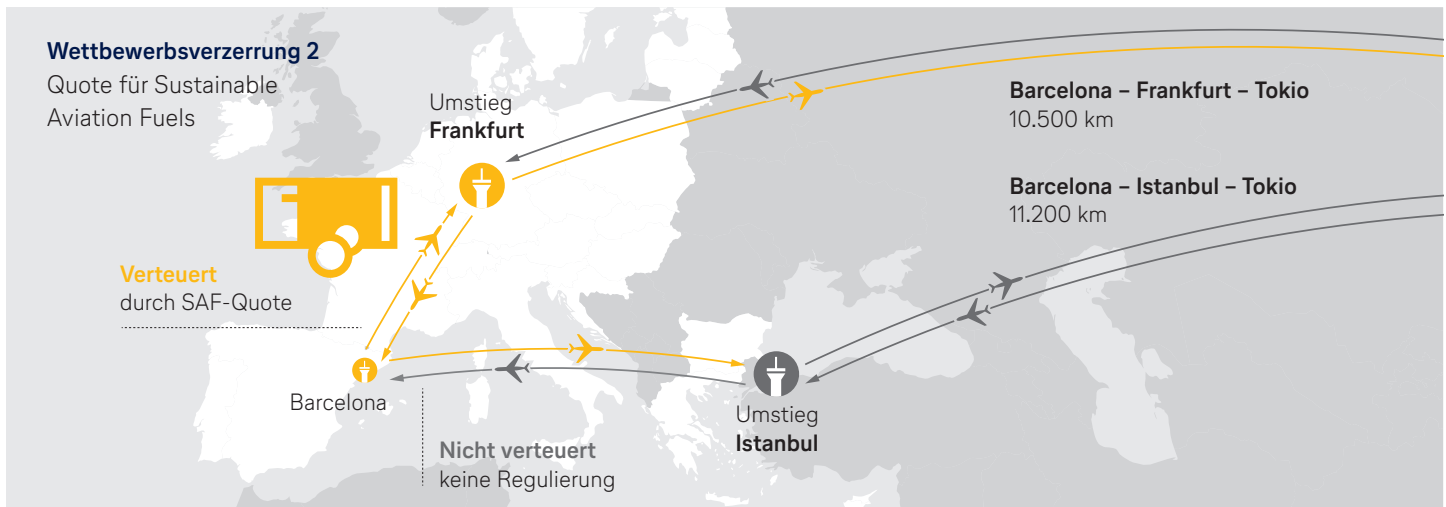 Wettbewerbsverzerrung 2
Quote für Sustainable
Aviation Fuels
Umstieg
Frankfurt
Barcelona – Frankfurt – Tokio
10.500 km
Barcelona – Istanbul – Tokio
11.200 km
Verteuert
durch SAF-Quote
Barcelona
Umstieg
Istanbul
Nicht verteuert
keine Regulierung